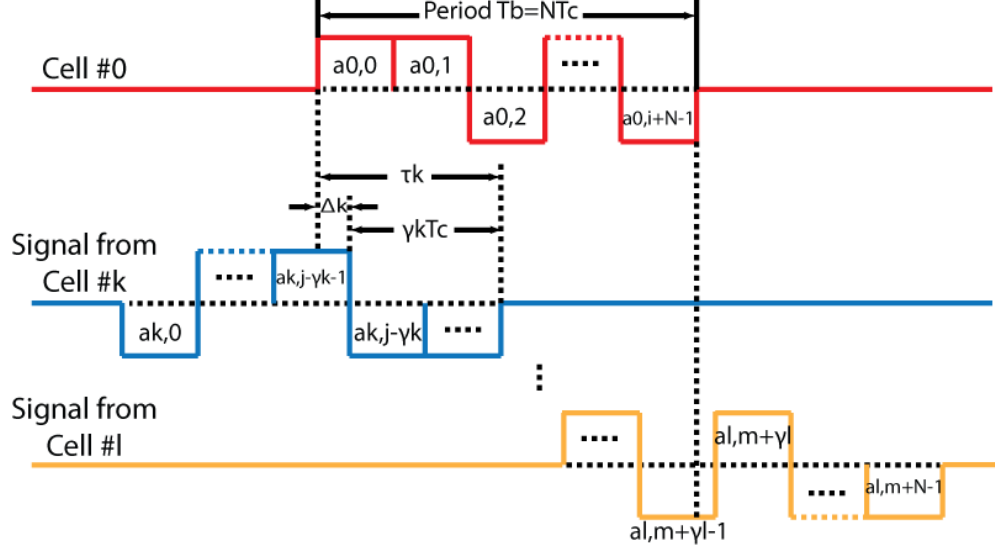 Period Tb=NTc
Cell #0
a0,0
a0,1
....
a0,2
a0,i+N-1
τk
Δk
γkTc
Signal from
Cell #k
....
ak,j-γk-1
ak,0
ak,j-γk
....
Signal from
Cell #l
....
al,m+γl
al,m+N-1
....
al,m+γl-1